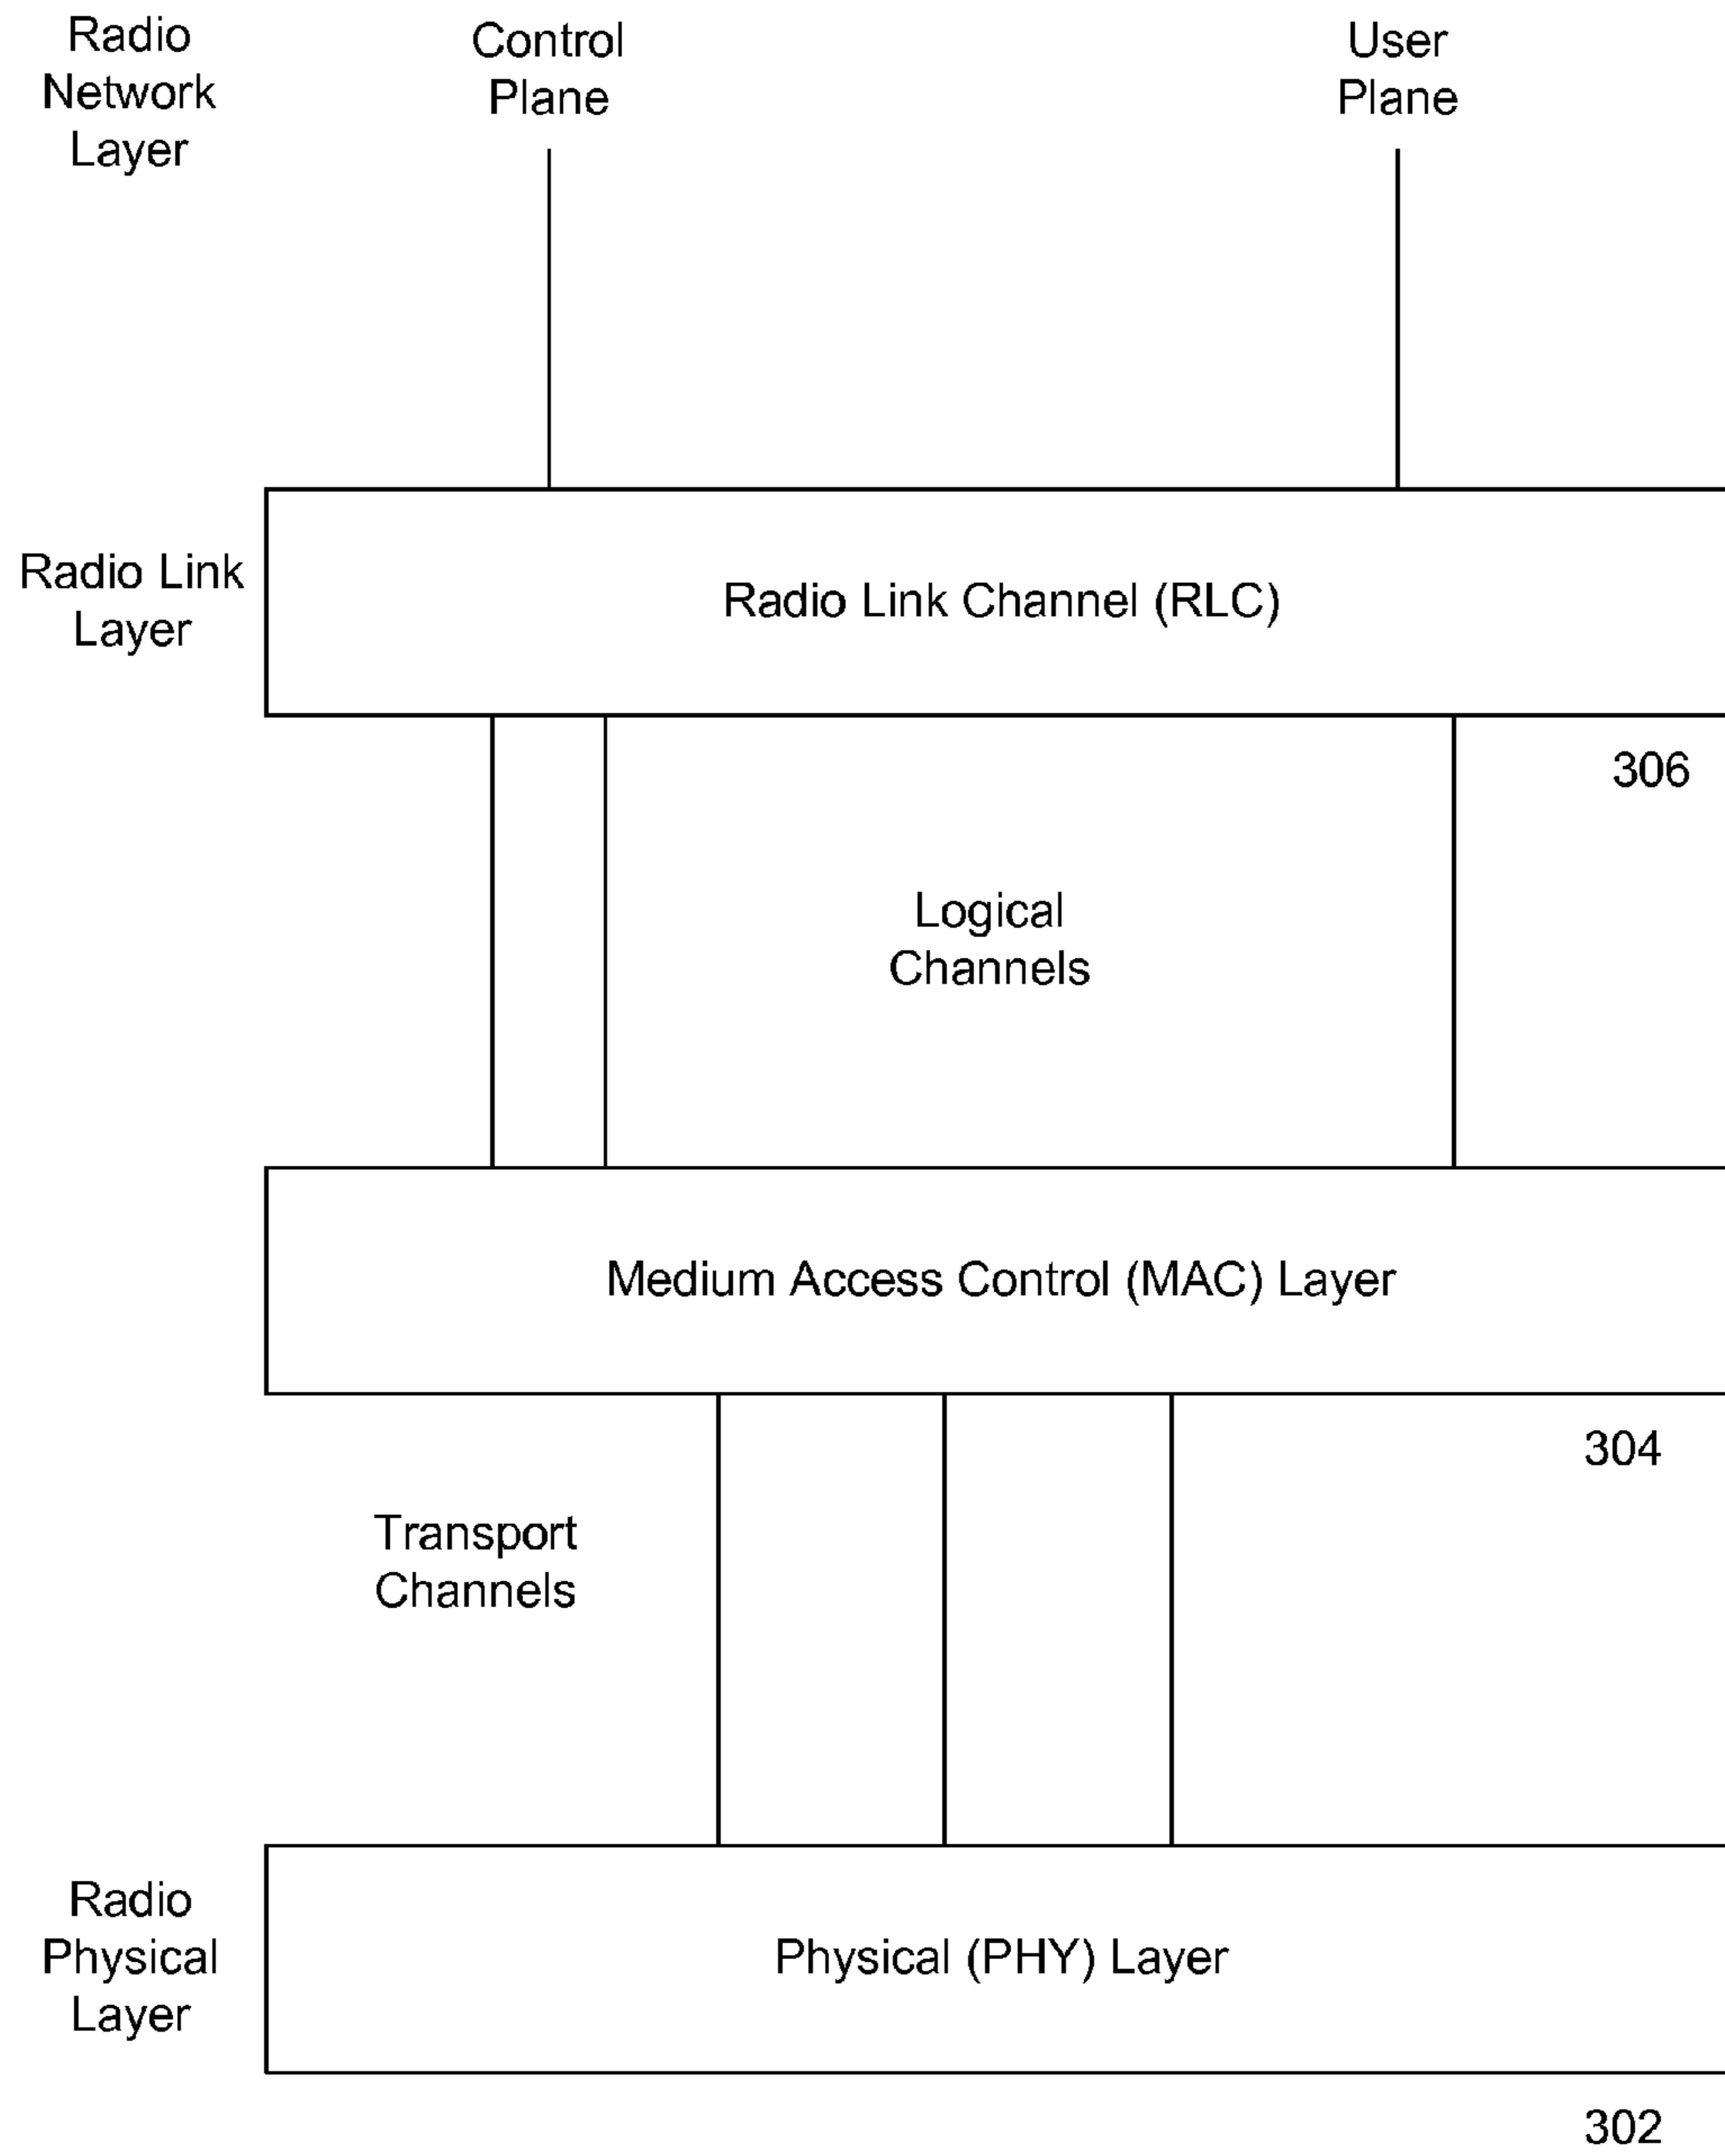 Radio
Network
Layer
Control
Plane
User
Plane
Radio Link
Layer
Radio Link Channel (RLC)
306
Logical
Channels
Medium Access Control (MAC) Layer
304
Transport
Channels
Radio
Physical
Layer
Physical (PHY) Layer
302